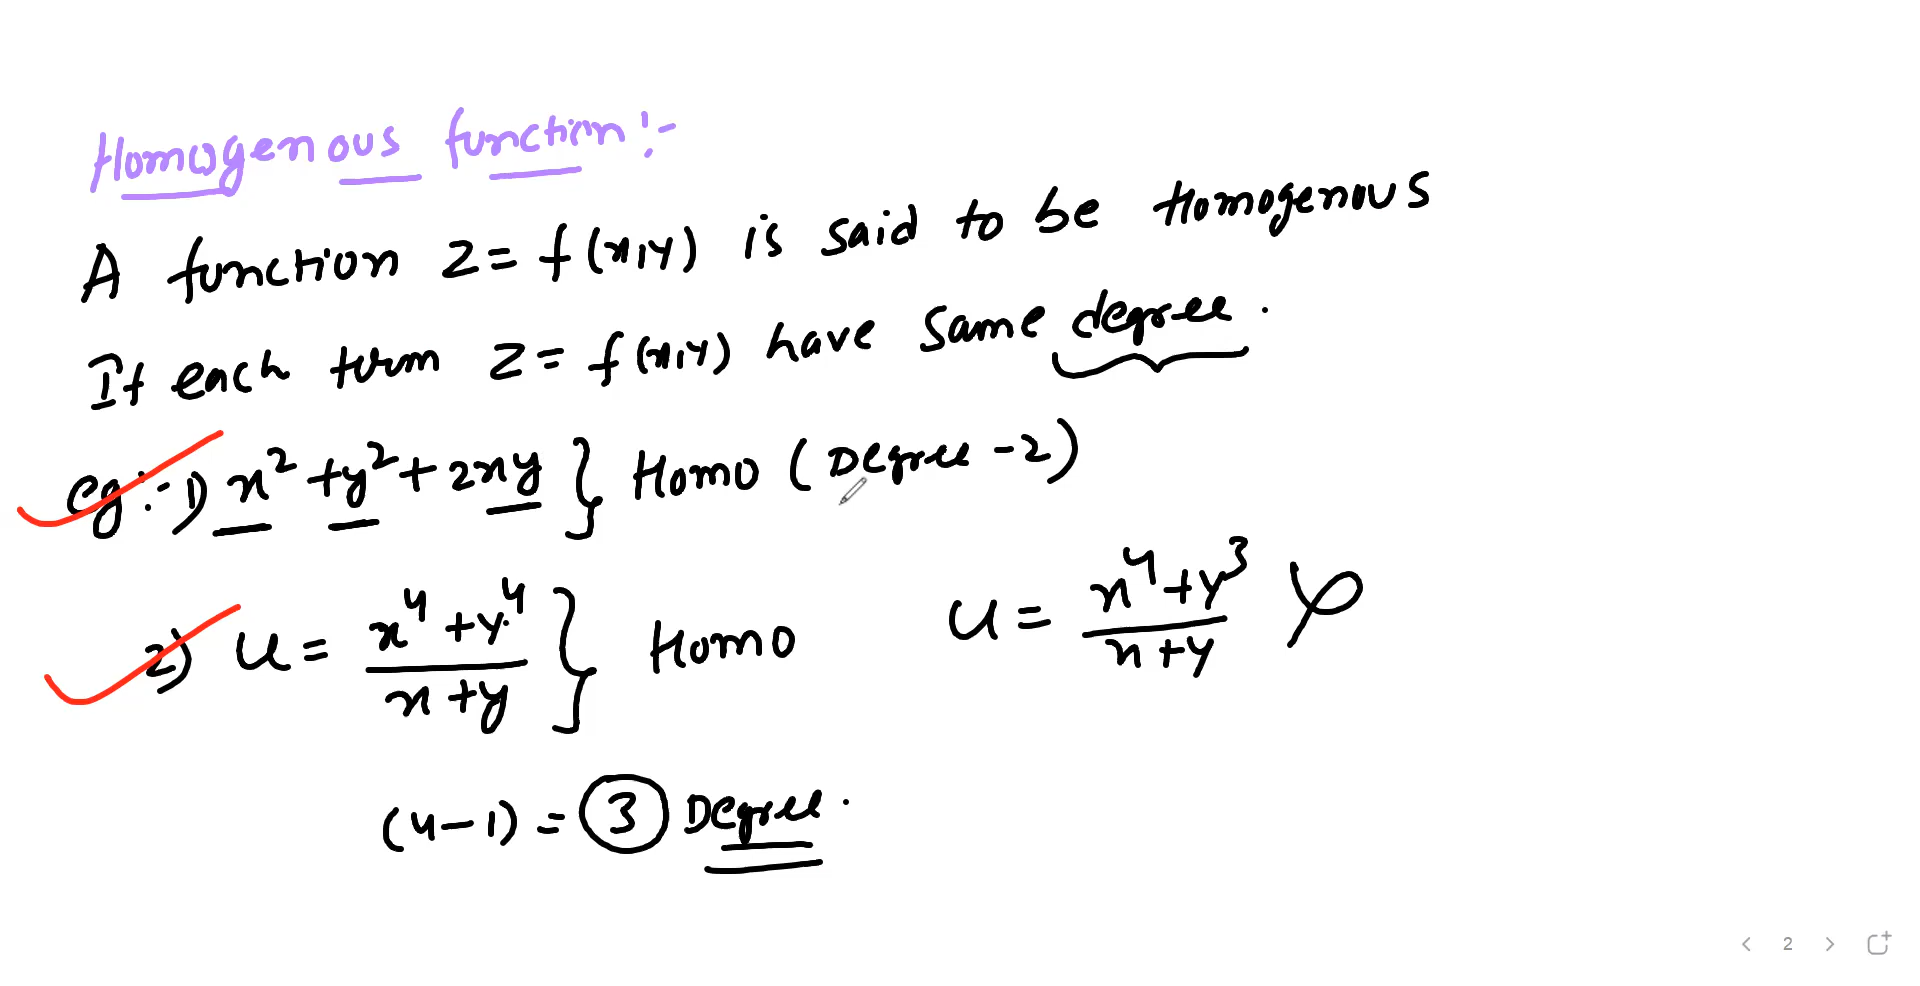 Homogenous function:-
A function z = f(x,y) is said to be Homogenous
If each term z = f(x,y) have same degree.
eg:- 1) x² + y² + 2xy } Homo (Degree - 2)
2) u = (x⁴ + y⁴)/(x + y) } Homo
u = (x⁴ + y³)/(x + y)
(4 - 1) = 3 Degree.
2